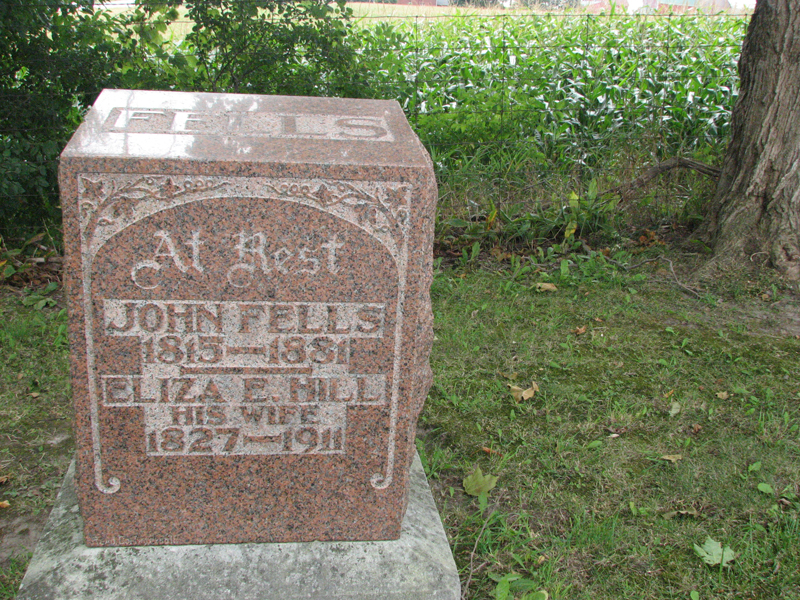 FELLS
At Rest
JOHN FELLS
1815—1881
ELIZA E. HILL
HIS WIFE
1827—1911